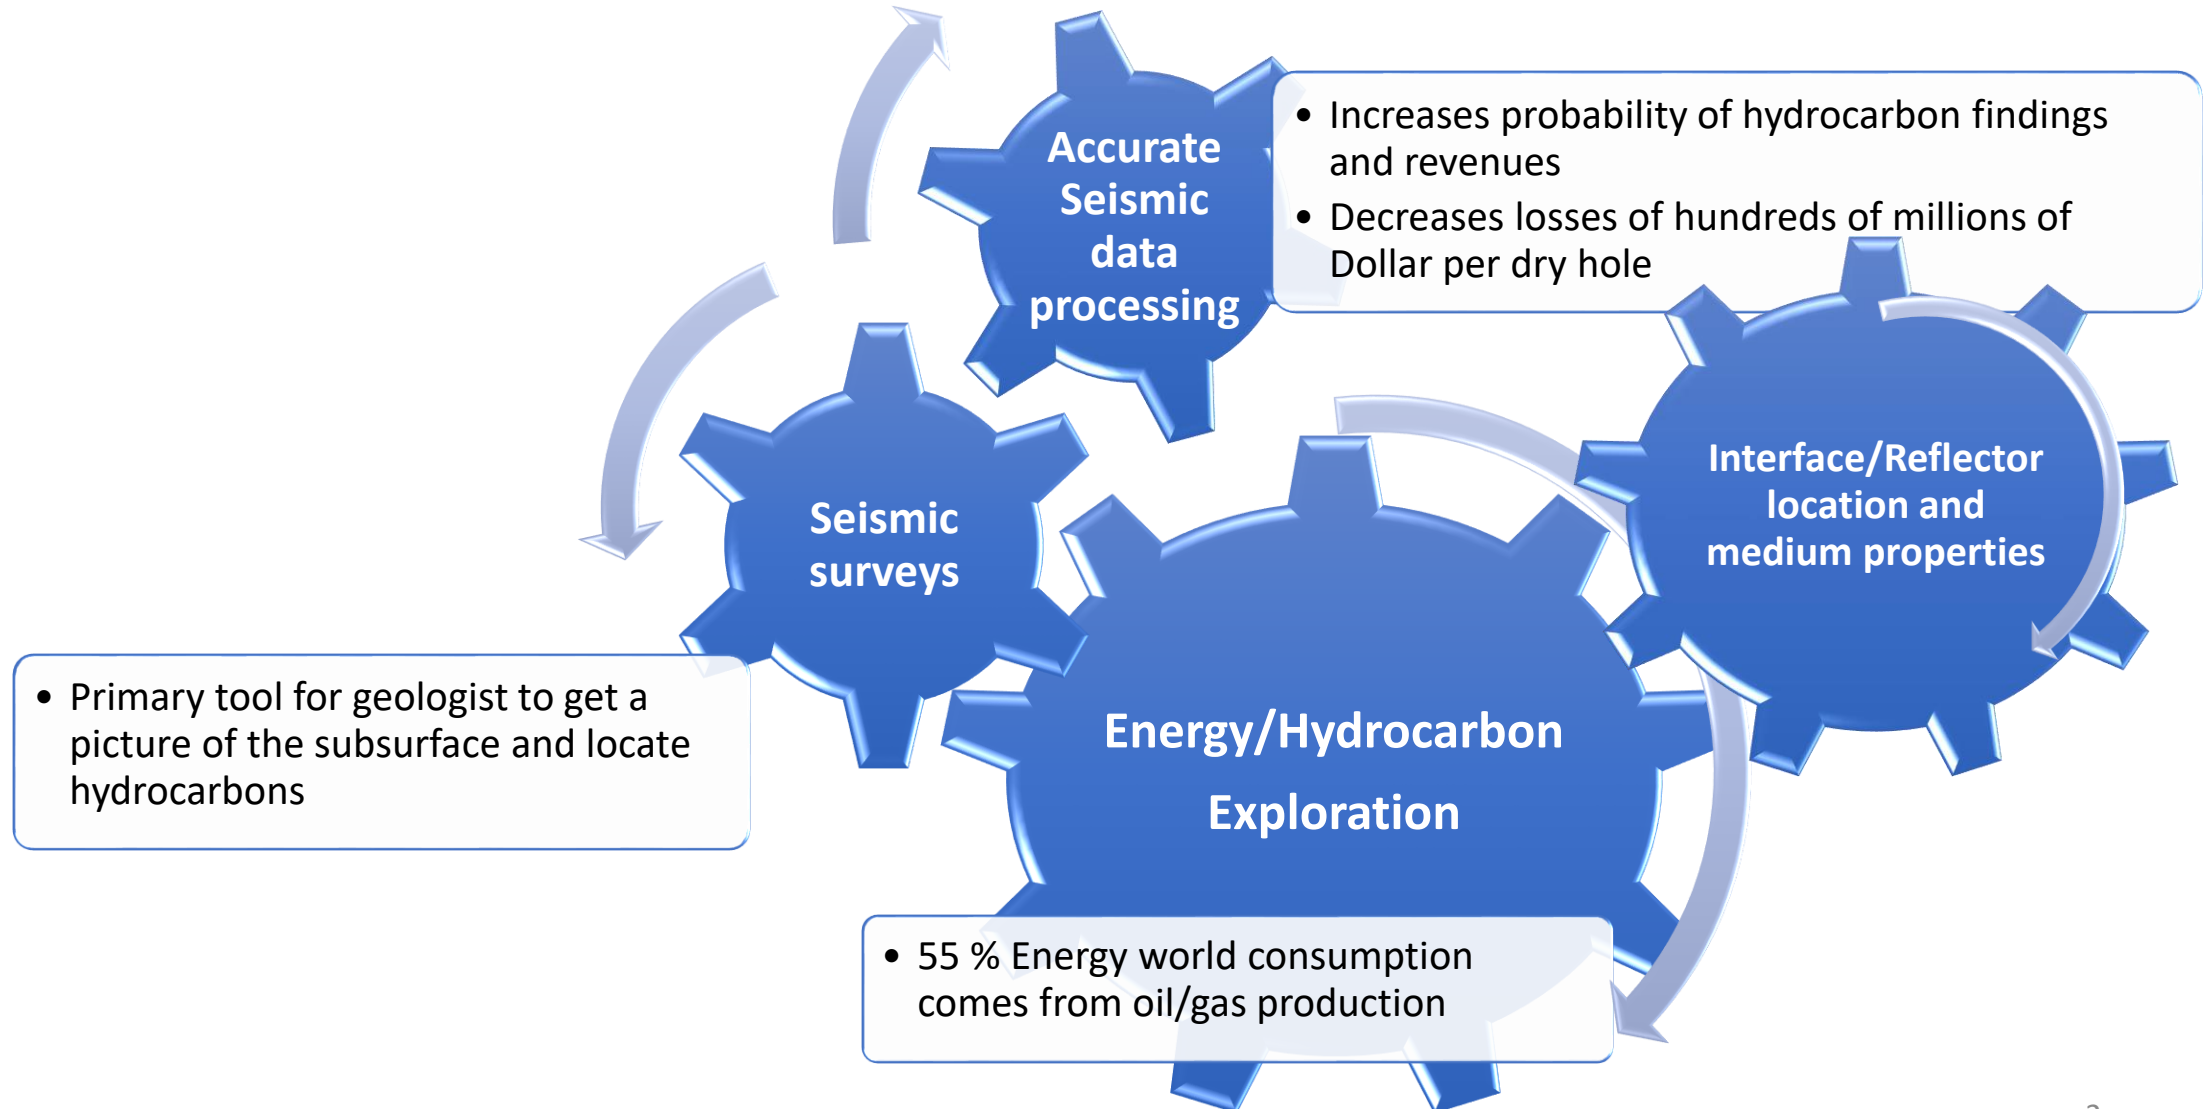 Accurate
Seismic
data
processing
• Increases probability of hydrocarbon findings
and revenues
• Decreases losses of hundreds of millions of
Dollar per dry hole
Interface/Reflector
location and
medium properties
Seismic
surveys
• Primary tool for geologist to get a
picture of the subsurface and locate
hydrocarbons
Energy/Hydrocarbon
Exploration
• 55 % Energy world consumption
comes from oil/gas production